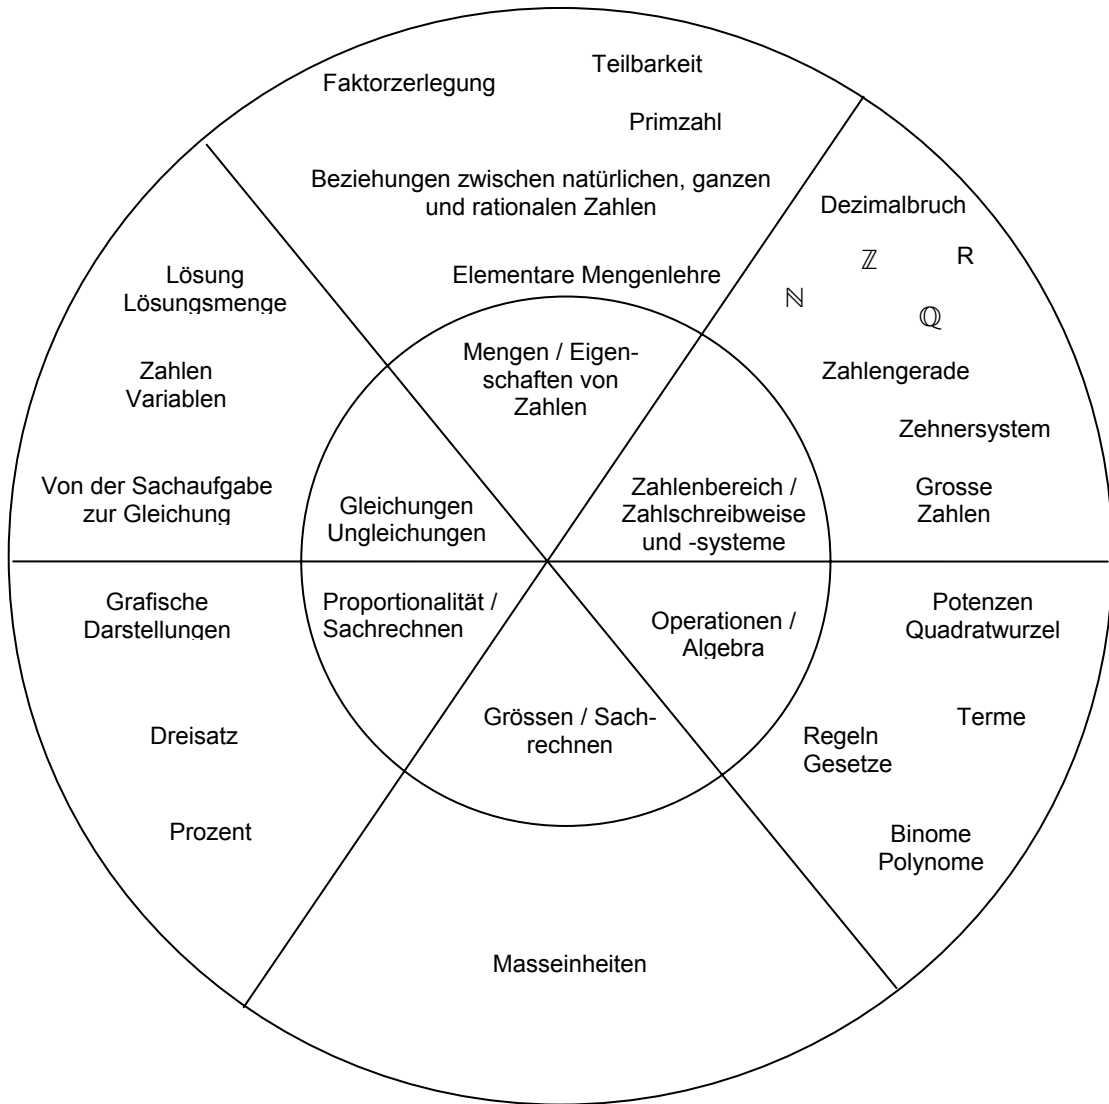 Faktorzerlegung
Teilbarkeit
Primzahl
Beziehungen zwischen natürlichen, ganzen
und rationalen Zahlen
Elementare Mengenlehre
Mengen / Eigen-
schaften von
Zahlen
Dezimalbruch
ℤ
R
ℕ
ℚ
Zahlengerade
Zehnersystem
Grosse
Zahlen
Zahlenbereich /
Zahlschreibweise
und -systeme
Lösung
Lösungsmenge
Zahlen
Variablen
Von der Sachaufgabe
zur Gleichung
Gleichungen
Ungleichungen
Grafische
Darstellungen
Dreisatz
Prozent
Proportionalität /
Sachrechnen
Operationen /
Algebra
Potenzen
Quadratwurzel
Terme
Regeln
Gesetze
Binome
Polynome
Grössen / Sach-
rechnen
Masseinheiten